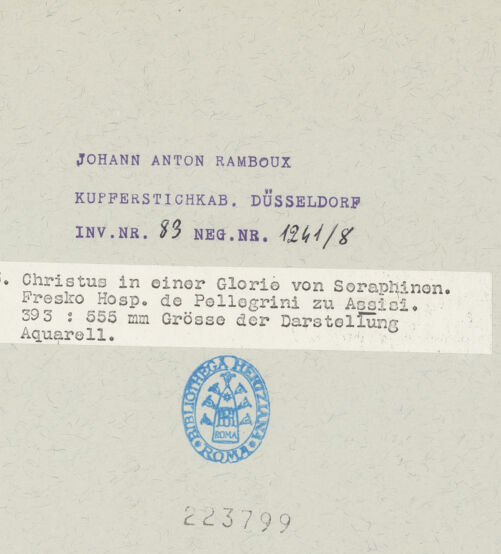 JOHANN ANTON RAMBOUX
KUPFERSTICHKAB. DÜSSELDORF
INV.NR. 83 NEG.NR. 1241/8
. Christus in einer Glorie von Seraphinen.
Fresko Hosp. de Pellegrini zu Assisi.
393 : 555 mm Grösse der Darstellung
Aquarell.
BIBLIOTHECA HERTZIANA
ROMA
ROMA
223799